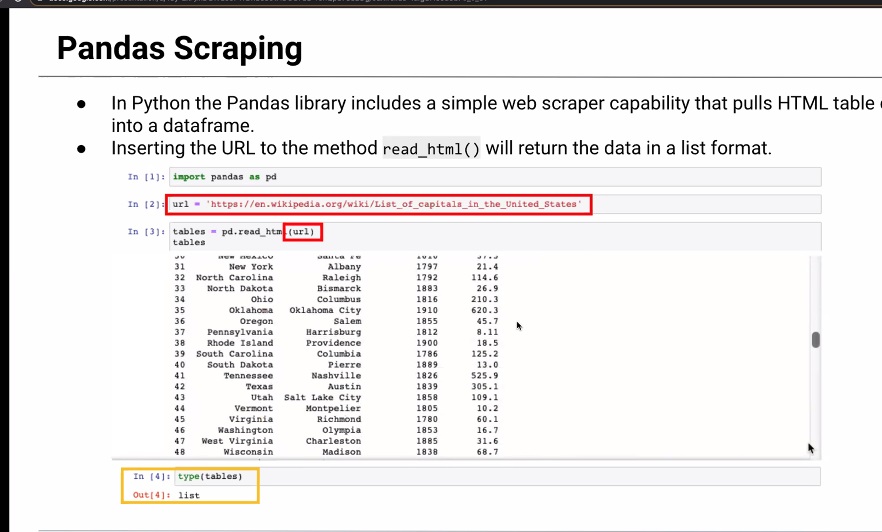 Pandas Scraping
● In Python the Pandas library includes a simple web scraper capability that pulls HTML table
into a dataframe.
● Inserting the URL to the method read_html() will return the data in a list format.
In [1]: import pandas as pd
In [2]: url = 'https://en.wikipedia.org/wiki/List_of_capitals_in_the_United_States'
In [3]: tables = pd.read_html(url)
tables
31 New York Albany 1797 21.4
32 North Carolina Raleigh 1792 114.6
33 North Dakota Bismarck 1883 26.9
34 Ohio Columbus 1816 210.3
35 Oklahoma Oklahoma City 1910 620.3
36 Oregon Salem 1855 45.7
37 Pennsylvania Harrisburg 1812 8.11
38 Rhode Island Providence 1900 18.5
39 South Carolina Columbia 1786 125.2
40 South Dakota Pierre 1889 13.0
41 Tennessee Nashville 1826 525.9
42 Texas Austin 1839 305.1
43 Utah Salt Lake City 1858 109.1
44 Vermont Montpelier 1805 10.2
45 Virginia Richmond 1780 60.1
46 Washington Olympia 1853 16.7
47 West Virginia Charleston 1885 31.6
48 Wisconsin Madison 1838 68.7
In [4]: type(tables)
Out[4]: list